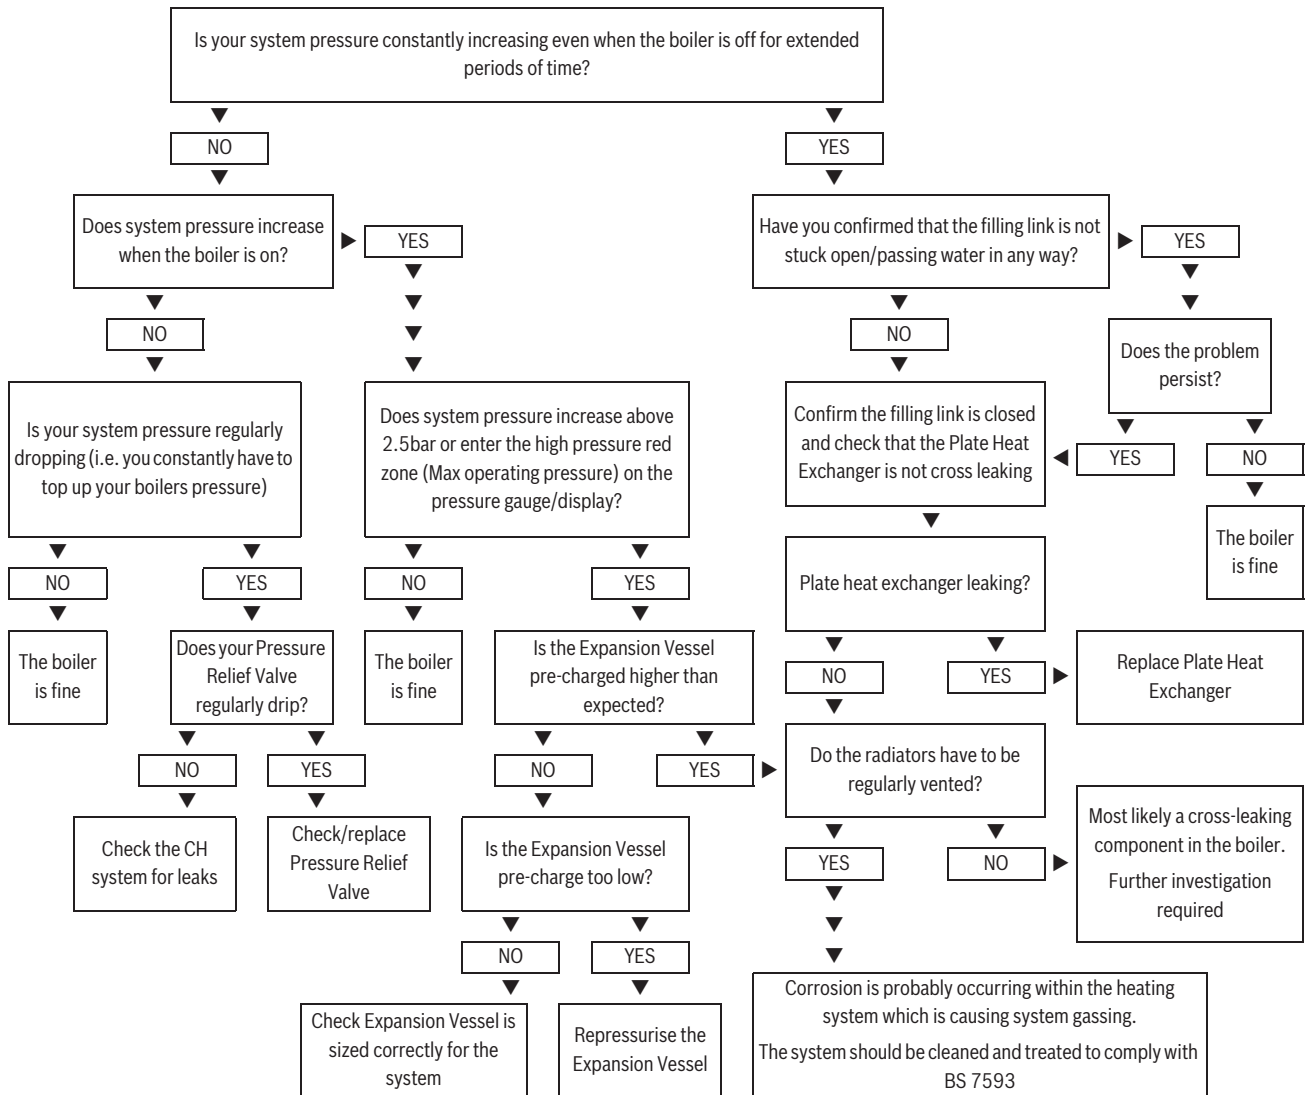 Is your system pressure constantly increasing even when the boiler is off for extended
periods of time?
NO
YES
Does system pressure increase
when the boiler is on?
YES
Have you confirmed that the filling link is not
stuck open/passing water in any way?
YES
NO
NO
Does the problem
persist?
Is your system pressure regularly
dropping (i.e. you constantly have to
top up your boilers pressure)
Does system pressure increase above
2.5bar or enter the high pressure red
zone (Max operating pressure) on the
pressure gauge/display?
Confirm the filling link is closed
and check that the Plate Heat
Exchanger is not cross leaking
YES
NO
The boiler
is fine
NO
YES
NO
YES
Plate heat exchanger leaking?
The boiler
is fine
Does your Pressure
Relief Valve
regularly drip?
The boiler
is fine
Is the Expansion Vessel
pre-charged higher than
expected?
NO
YES
Replace Plate Heat
Exchanger
NO
YES
NO
YES
Do the radiators have to be
regularly vented?
Check the CH
system for leaks
Check/replace
Pressure Relief
Valve
Is the Expansion Vessel
pre-charge too low?
YES
NO
Most likely a cross-leaking
component in the boiler.
Further investigation
required
NO
YES
Check Expansion Vessel is
sized correctly for the
system
Repressurise the
Expansion Vessel
Corrosion is probably occurring within the heating
system which is causing system gassing.
The system should be cleaned and treated to comply with
BS 7593